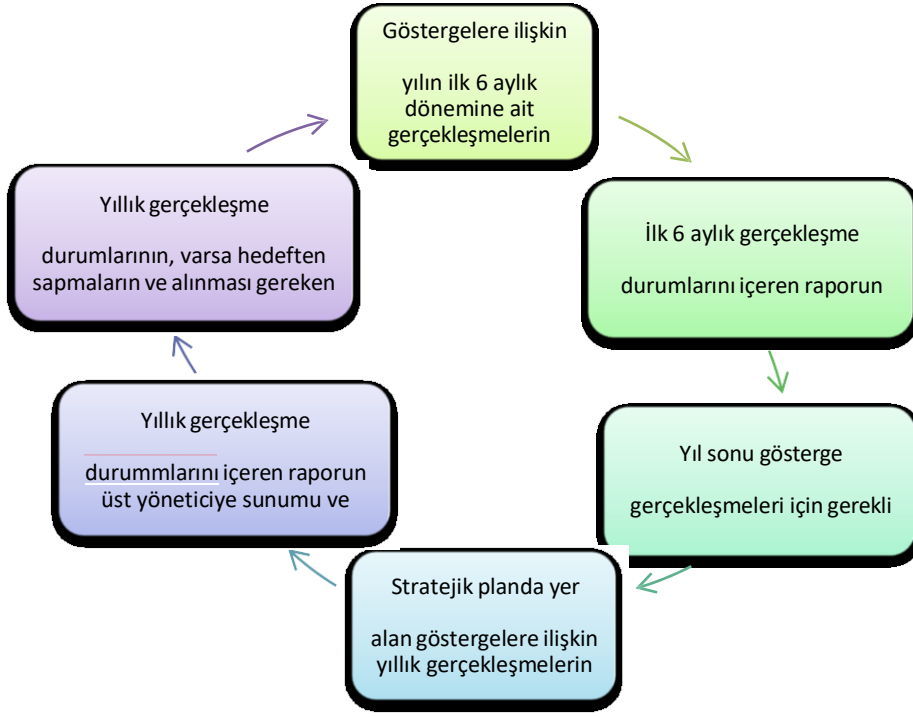 Göstergelere ilişkin
yılın ilk 6 aylık
dönemine ait
gerçekleşmelerin
İlk 6 aylık gerçekleşme
durumlarını içeren raporun
Yıl sonu gösterge
gerçekleşmeleri için gerekli
Stratejik planda yer
alan göstergelere ilişkin
yıllık gerçekleşmelerin
Yıllık gerçekleşme
durummlarını içeren raporun
üst yöneticiye sunumu ve
Yıllık gerçekleşme
durumlarının, varsa hedeften
sapmaların ve alınması gereken